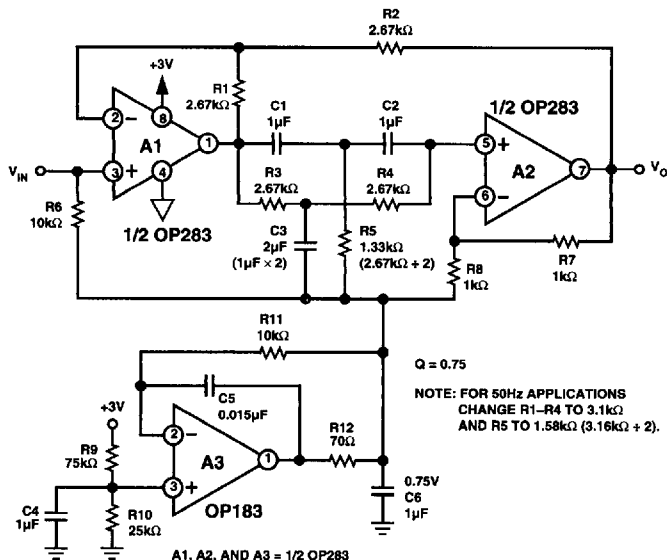 R2
2.67kΩ
+3V
R1
2.67kΩ
C1
1µF
C2
1µF
1/2 OP283
2
−
8
A1
1
5
+
A2
7
V_O
V_IN
3
+
4
6
−
R3
2.67kΩ
R4
2.67kΩ
R6
10kΩ
1/2 OP283
C3
2µF
(1µF × 2)
R5
1.33kΩ
(2.67kΩ ÷ 2)
R7
1kΩ
R8
1kΩ
R11
10kΩ
Q = 0.75
C5
0.015µF
NOTE: FOR 50Hz APPLICATIONS
CHANGE R1–R4 TO 3.1kΩ
AND R5 TO 1.58kΩ (3.16kΩ ÷ 2).
+3V
R9
75kΩ
2
−
A3
1
R12
70Ω
3
+
OP183
C4
1µF
R10
25kΩ
0.75V
C6
1µF
A1, A2, AND A3 = 1/2 OP283